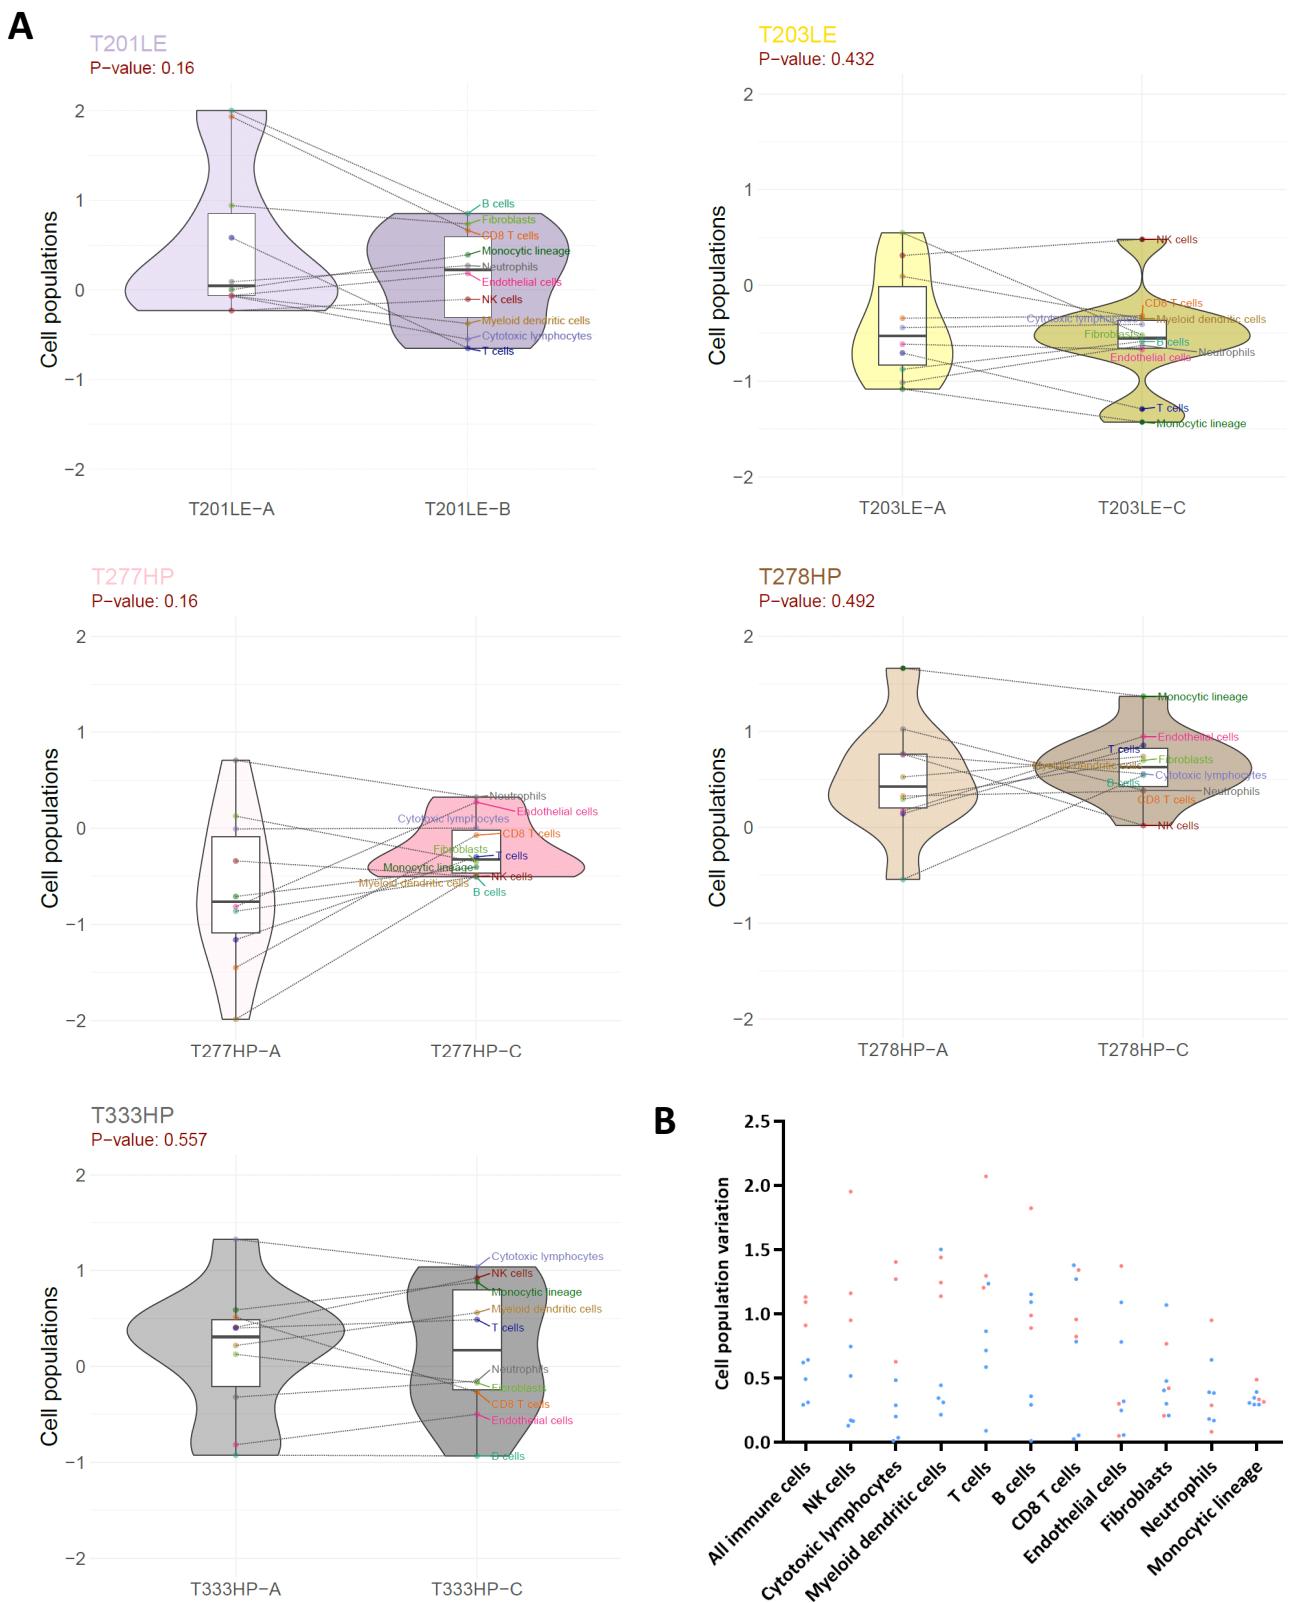 A
T201LE
P−value: 0.16
Cell populations
2
1
0
−1
−2
B cells
Fibroblasts
CD8 T cells
Monocytic lineage
Neutrophils
Endothelial cells
NK cells
Myeloid dendritic cells
Cytotoxic lymphocytes
T cells
T201LE−A
T201LE−B
T203LE
P−value: 0.432
Cell populations
2
1
0
−1
−2
NK cells
CD8 T cells
Cytotoxic lymphocytes
Myeloid dendritic cells
Fibroblasts
B cells
Neutrophils
Endothelial cells
T cells
Monocytic lineage
T203LE−A
T203LE−C
T277HP
P−value: 0.16
Cell populations
2
1
0
−1
−2
Neutrophils
Endothelial cells
Cytotoxic lymphocytes
CD8 T cells
Fibroblasts
T cells
Monocytic lineage
NK cells
Myeloid dendritic cells
B cells
T277HP−A
T277HP−C
T278HP
P−value: 0.492
Cell populations
2
1
0
−1
−2
Monocytic lineage
Endothelial cells
T cells
Fibroblasts
Myeloid dendritic cells
Cytotoxic lymphocytes
B cells
Neutrophils
CD8 T cells
NK cells
T278HP−A
T278HP−C
T333HP
P−value: 0.557
Cell populations
2
1
0
−1
−2
Cytotoxic lymphocytes
NK cells
Monocytic lineage
Myeloid dendritic cells
T cells
Neutrophils
Fibroblasts
CD8 T cells
Endothelial cells
B cells
T333HP−A
T333HP−C
B
Cell population variation
2.5
2.0
1.5
1.0
0.5
0.0
All immune cells
NK cells
Cytotoxic lymphocytes
Myeloid dendritic cells
T cells
B cells
CD8 T cells
Endothelial cells
Fibroblasts
Neutrophils
Monocytic lineage